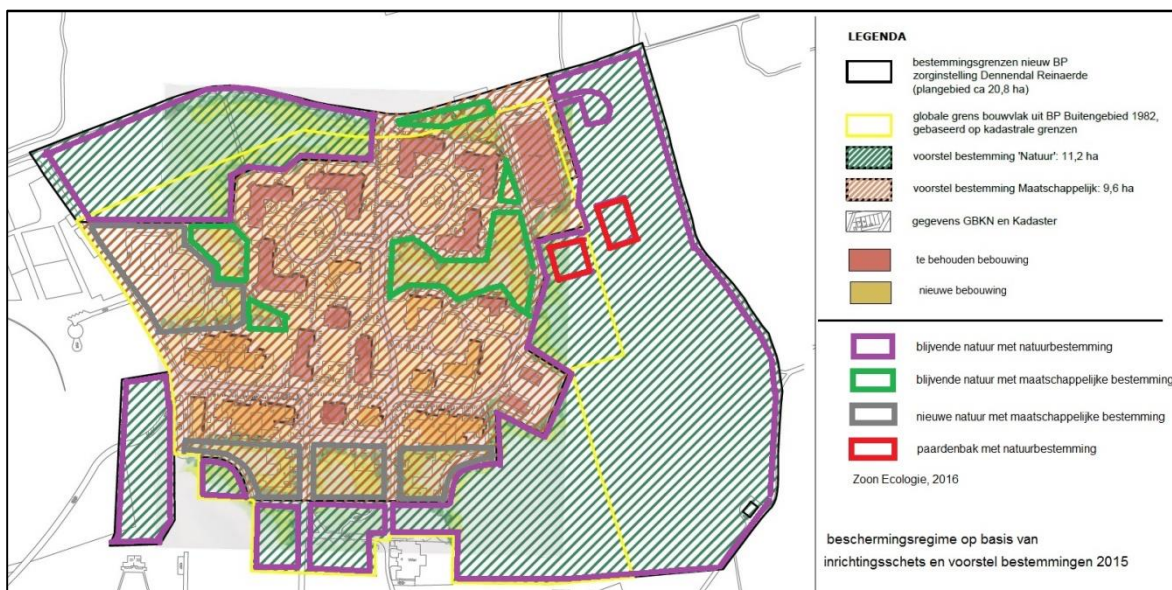 LEGENDA
bestemmingsgrenzen nieuw BP
zorginstelling Dennendal Reinaerde
(plangebied ca 20,8 ha)
globale grens bouwvlak uit BP Buitengebied 1982,
gebaseerd op kadastrale grenzen
voorstel bestemming 'Natuur': 11,2 ha
voorstel bestemming Maatschappelijk: 9,6 ha
gegevens GBKN en Kadaster
te behouden bebouwing
nieuwe bebouwing
blijvende natuur met natuurbestemming
blijvende natuur met maatschappelijke bestemming
nieuwe natuur met maatschappelijke bestemming
paardenbak met natuurbestemming
Zoon Ecologie, 2016
beschermingsregime op basis van
inrichtingsschets en voorstel bestemmingen 2015